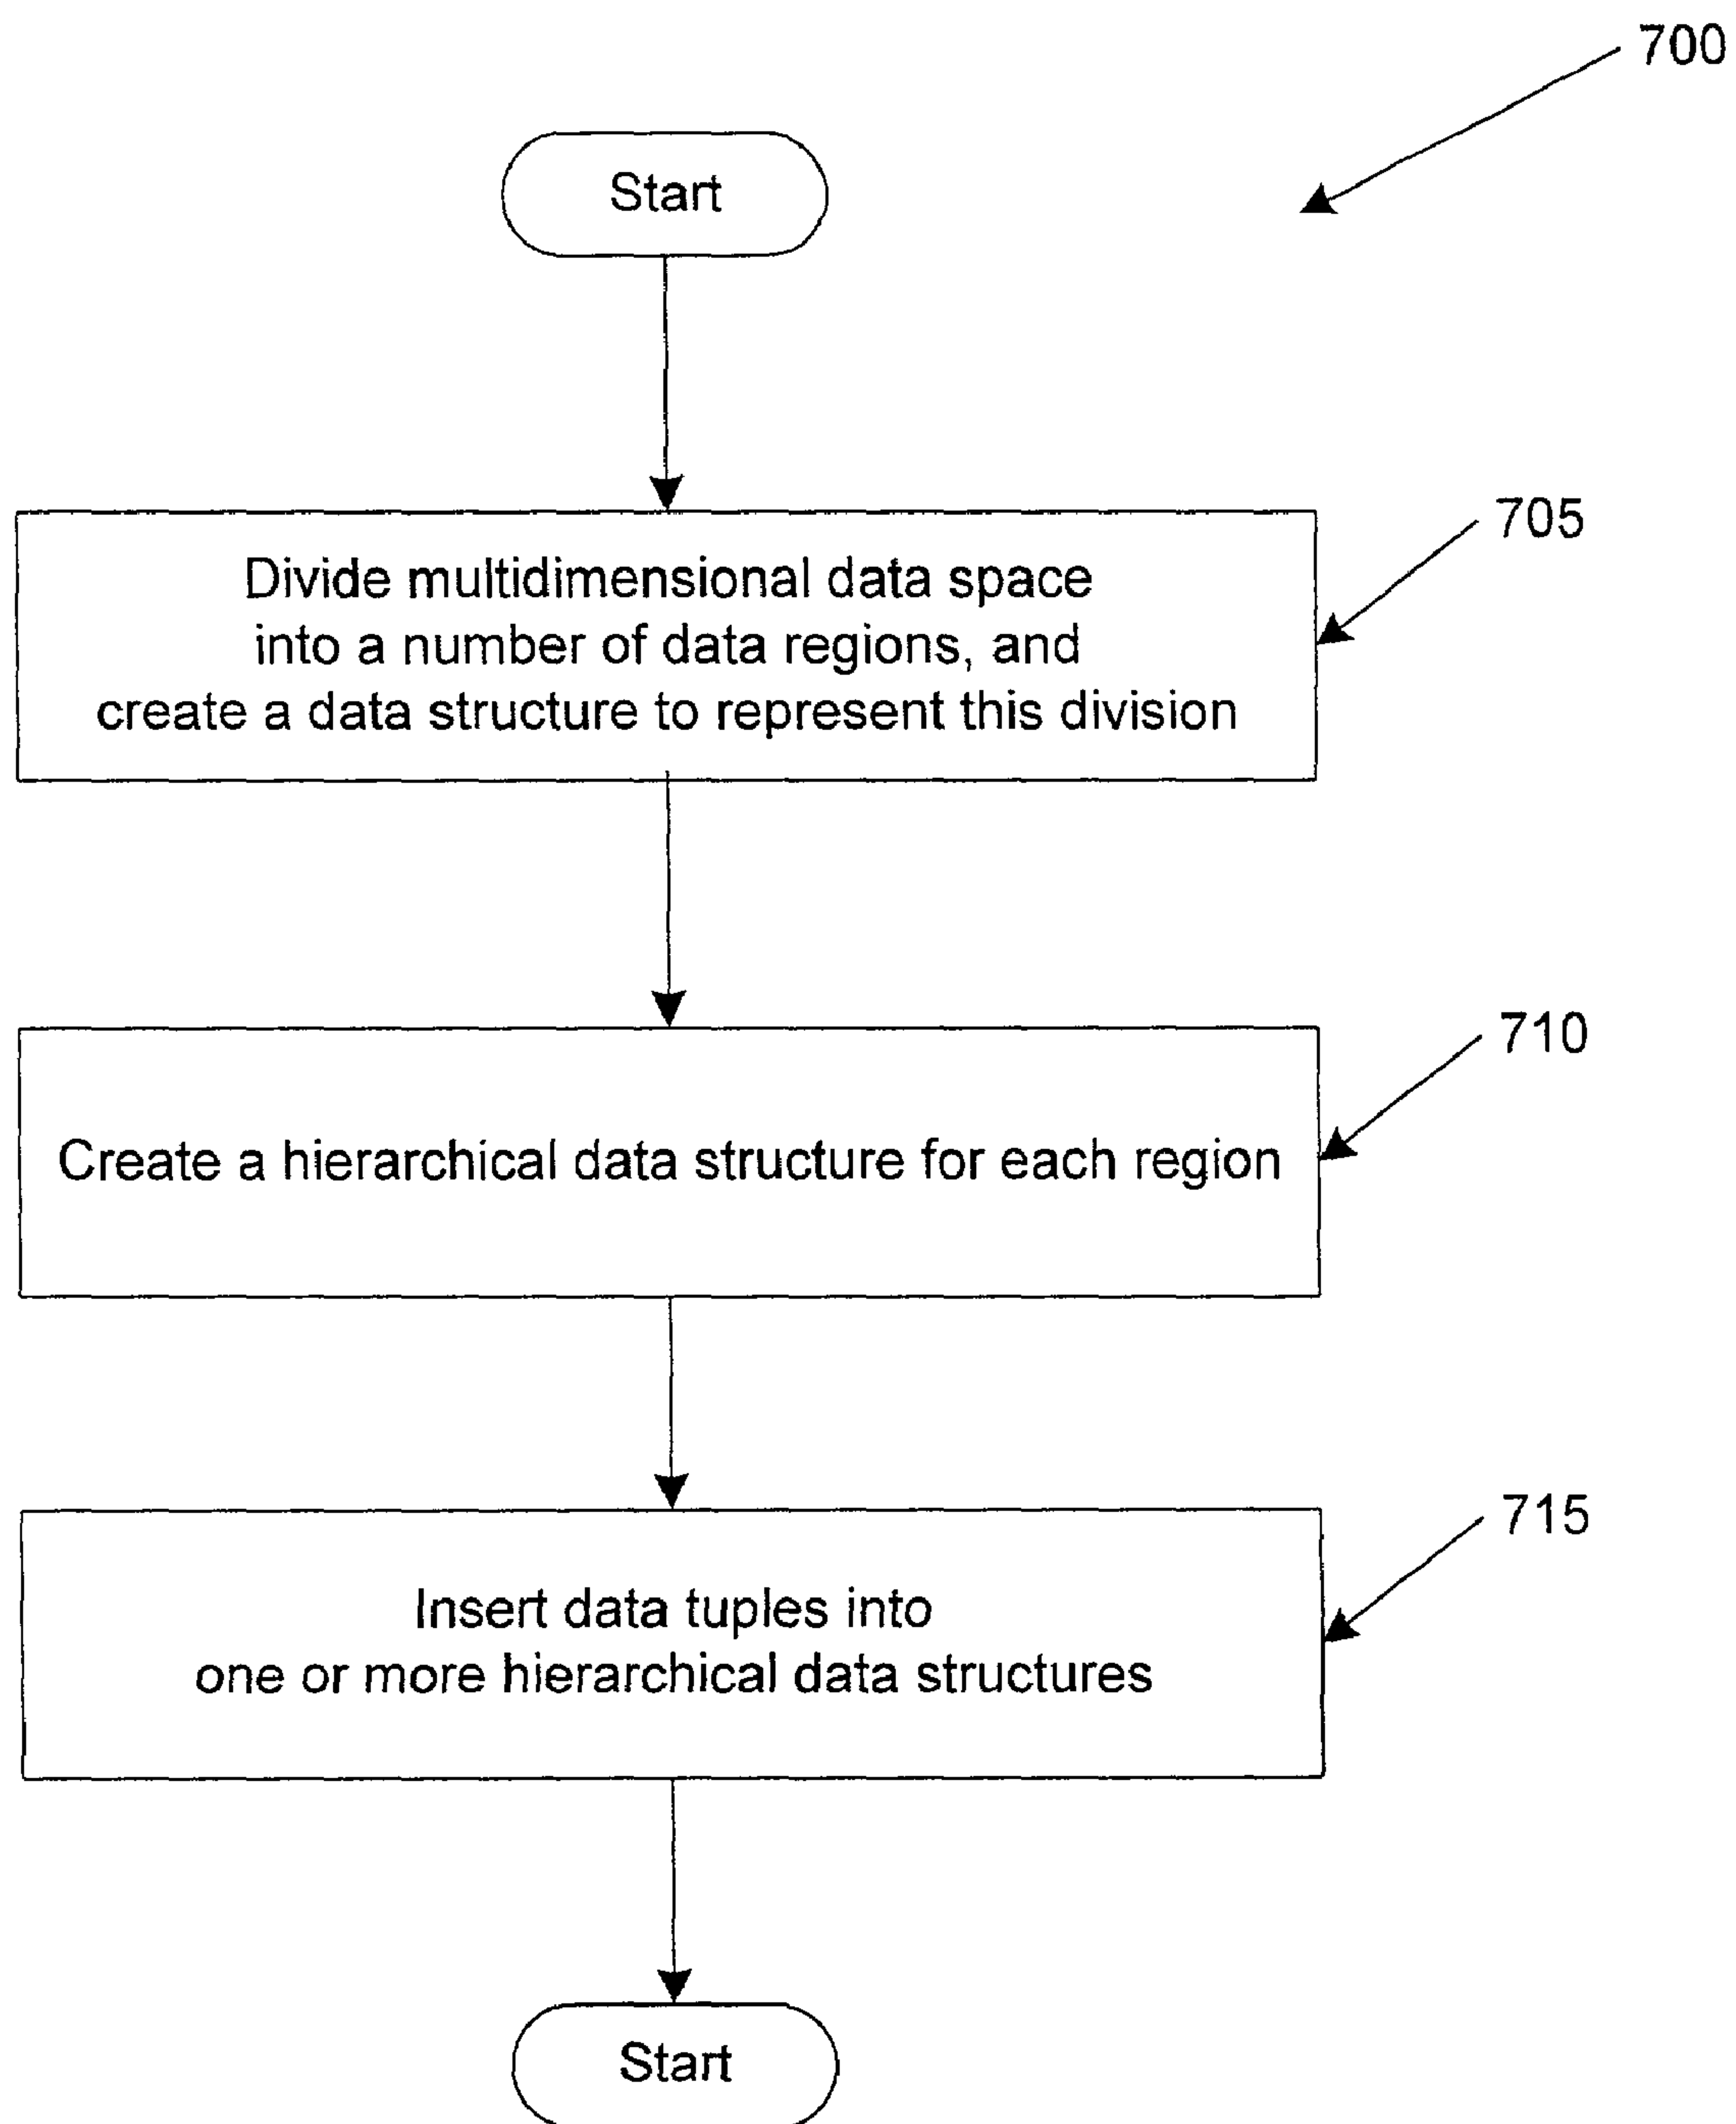 700
Start
705
Divide multidimensional data space
into a number of data regions, and
create a data structure to represent this division
710
Create a hierarchical data structure for each region
715
Insert data tuples into
one or more hierarchical data structures
Start